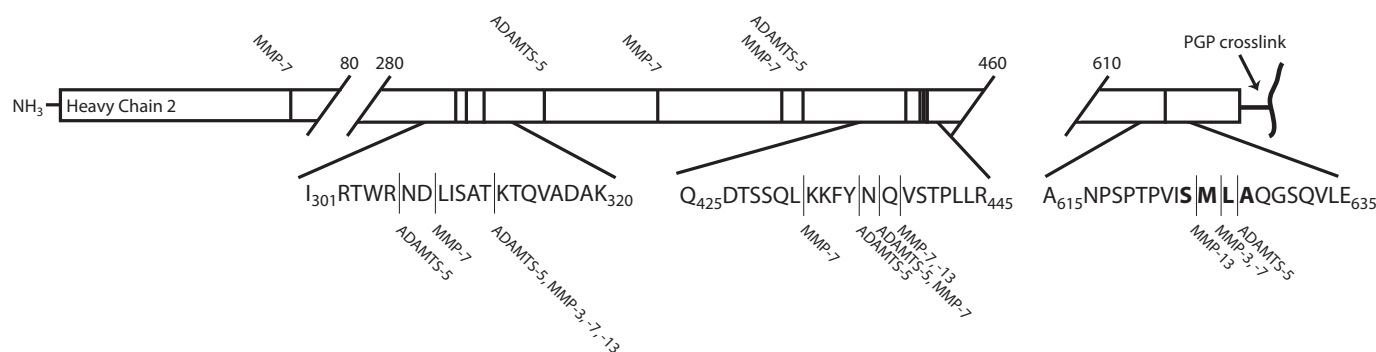 MMP-7
80
280
ADAMTS-5
MMP-7
MMP-7
ADAMTS-5
460
610
PGP crosslink
NH3
Heavy Chain 2
I301RTWR|ND|LISAT|KTQVADAK320
Q425DTSSQL|KKFY|N|Q|VSTPLLR445
A615NPSPTPVIS|M|L|AQGSQVLE635
ADAMTS-5
MMP-7
ADAMTS-5, MMP-3, -7, -13
MMP-7
ADAMTS-5
ADAMTS-5, MMP-7
MMP-7, -13
MMP-13
MMP-3, -7
ADAMTS-5